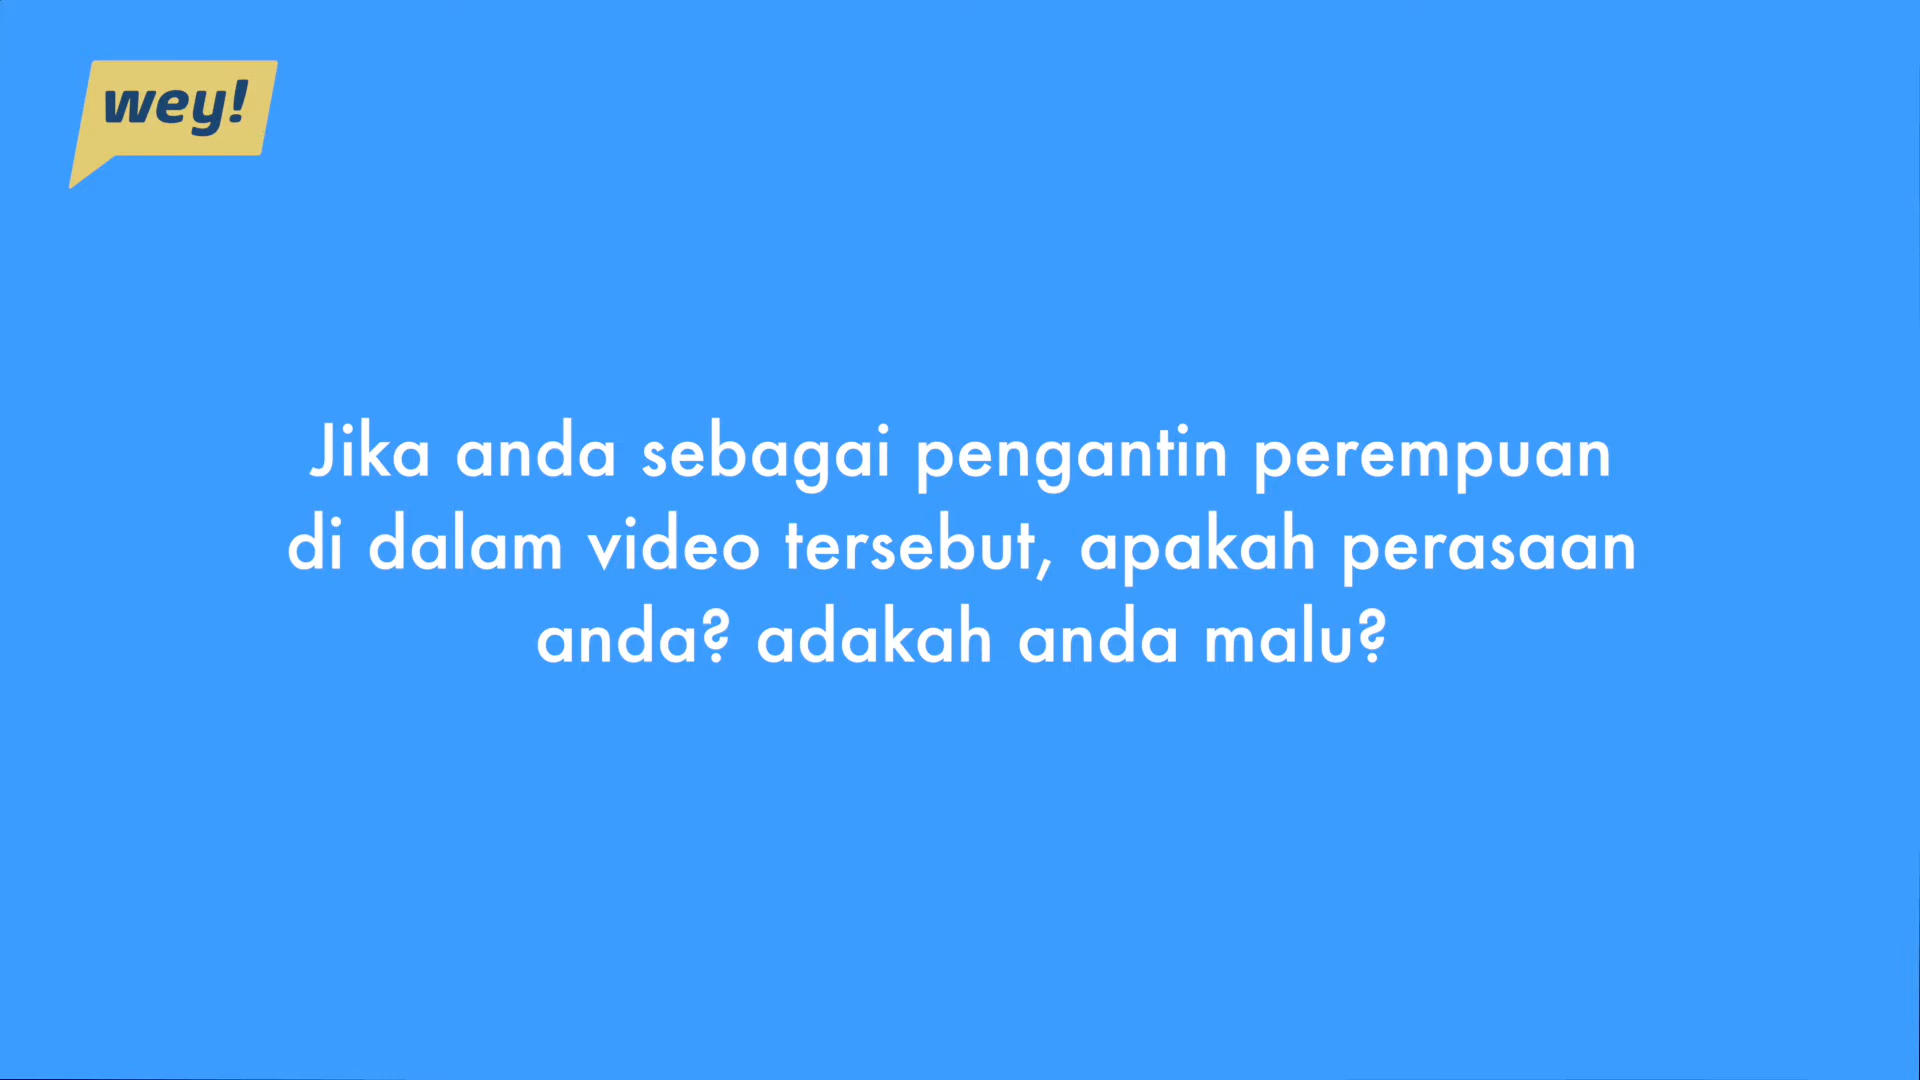 wey!
Jika anda sebagai pengantin perempuan
di dalam video tersebut, apakah perasaan
anda? adakah anda malu?